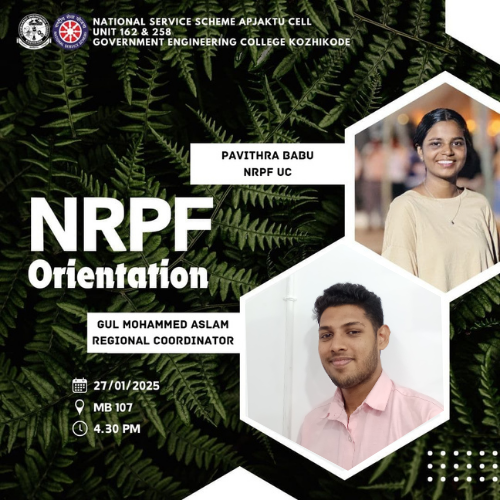 NATIONAL SERVICE SCHEME APJAKTU CELL
UNIT 162 & 258
GOVERNMENT ENGINEERING COLLEGE KOZHIKODE
PAVITHRA BABU
NRPF UC
NRPF
Orientation
GUL MOHAMMED ASLAM
REGIONAL COORDINATOR
27/01/2025
MB 107
4.30 PM